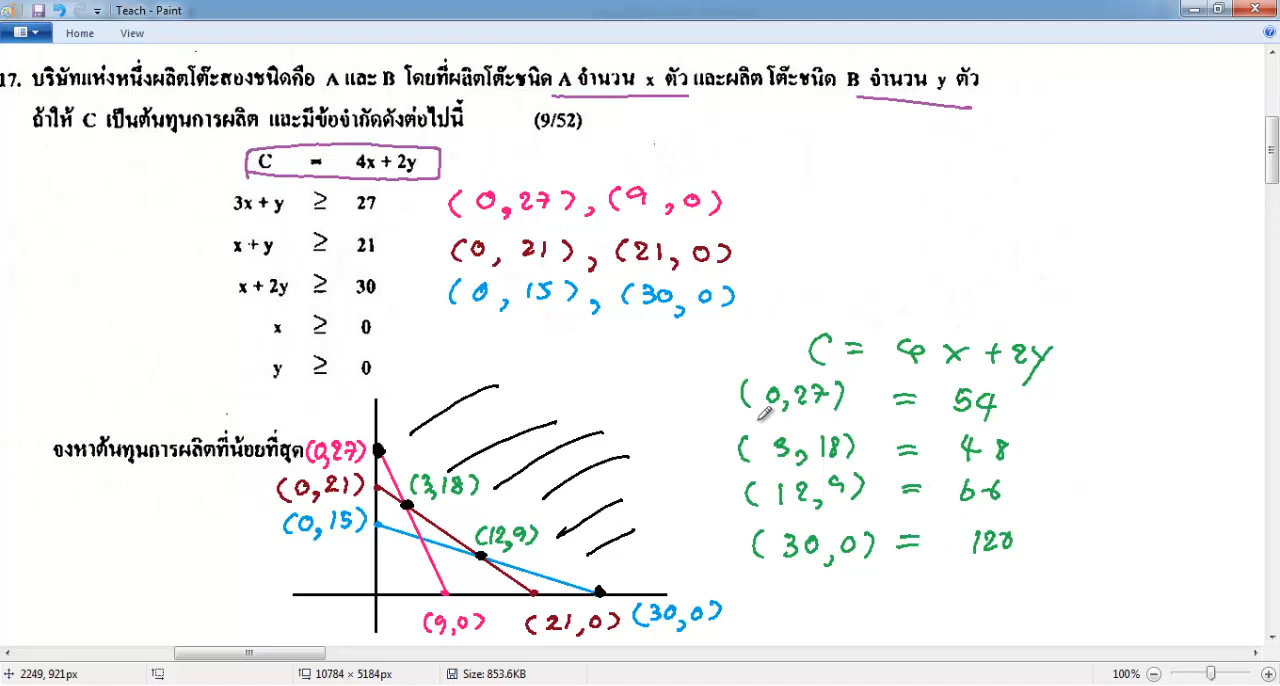 Teach - Paint
Home View
17. บริษัทแห่งหนึ่งผลิตโต๊ะสองชนิดคือ A และ B โดยที่ผลิตโต๊ะชนิด A จำนวน x ตัว และผลิตโต๊ะชนิด B จำนวน y ตัว
ถ้าให้ C เป็นต้นทุนการผลิต และมีข้อจำกัดดังต่อไปนี้ (9/52)
C = 4x + 2y
3x + y ≥ 27 (0,27), (9,0)
x + y ≥ 21 (0,21), (21,0)
x + 2y ≥ 30 (0,15), (30,0)
x ≥ 0
y ≥ 0
C = 4x + 2y
(0,27) = 54
(3,18) = 48
(12,9) = 66
(30,0) = 120
จงหาต้นทุนการผลิตที่น้อยที่สุด (0,27)
(0,21) (3,18)
(0,15) (12,9)
(9,0) (21,0) (30,0)
2249, 921px 10784 × 5184px Size: 853.6KB 100%